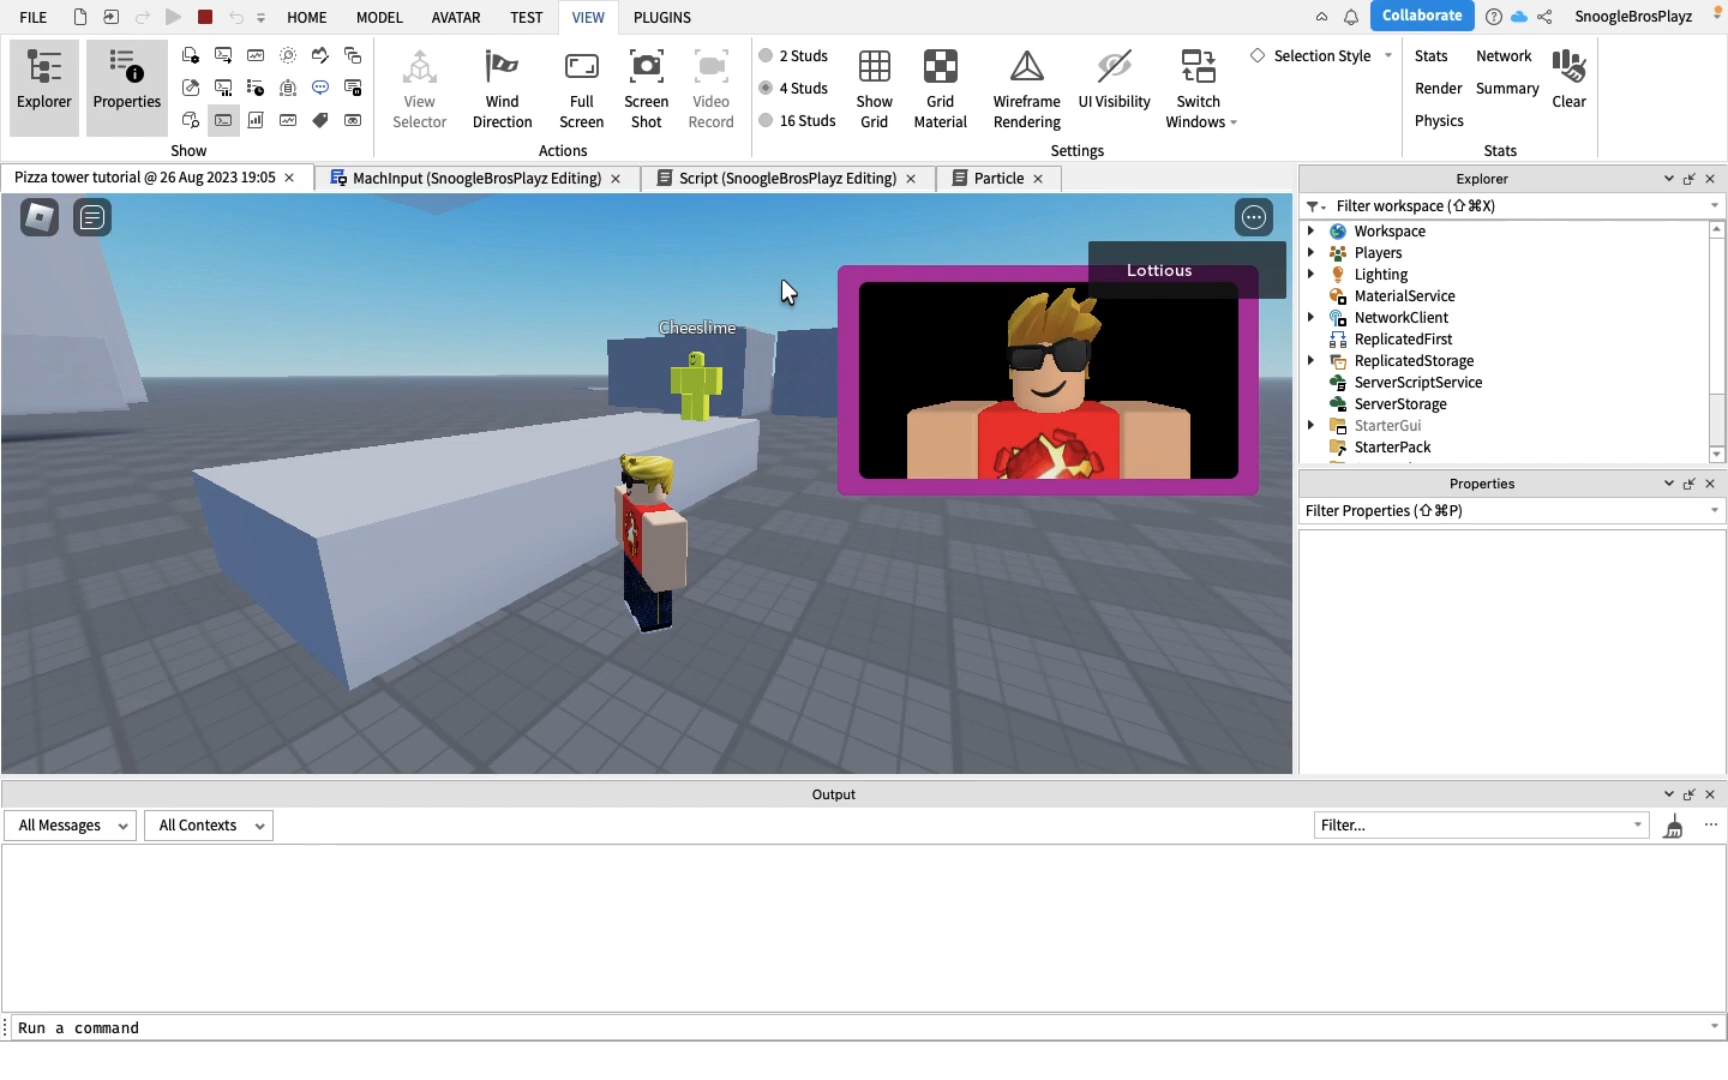 FILE HOME MODEL AVATAR TEST VIEW PLUGINS Collaborate SnoogleBrosPlayz
Explorer Properties
Show
View Selector
Wind Direction
Full Screen
Screen Shot
Video Record
Actions
2 Studs
4 Studs
16 Studs
Show Grid
Grid Material
Wireframe Rendering
UI Visibility
Switch Windows
Selection Style
Settings
Stats Network
Render Summary
Physics
Clear
Stats
Pizza tower tutorial @ 26 Aug 2023 19:05 MachInput (SnoogleBrosPlayz Editing) Script (SnoogleBrosPlayz Editing) Particle
Cheeslime
Lottious
Explorer
Filter workspace (⇧⌘X)
Workspace
Players
Lighting
MaterialService
NetworkClient
ReplicatedFirst
ReplicatedStorage
ServerScriptService
ServerStorage
StarterGui
StarterPack
Properties
Filter Properties (⇧⌘P)
Output
All Messages All Contexts Filter...
Run a command